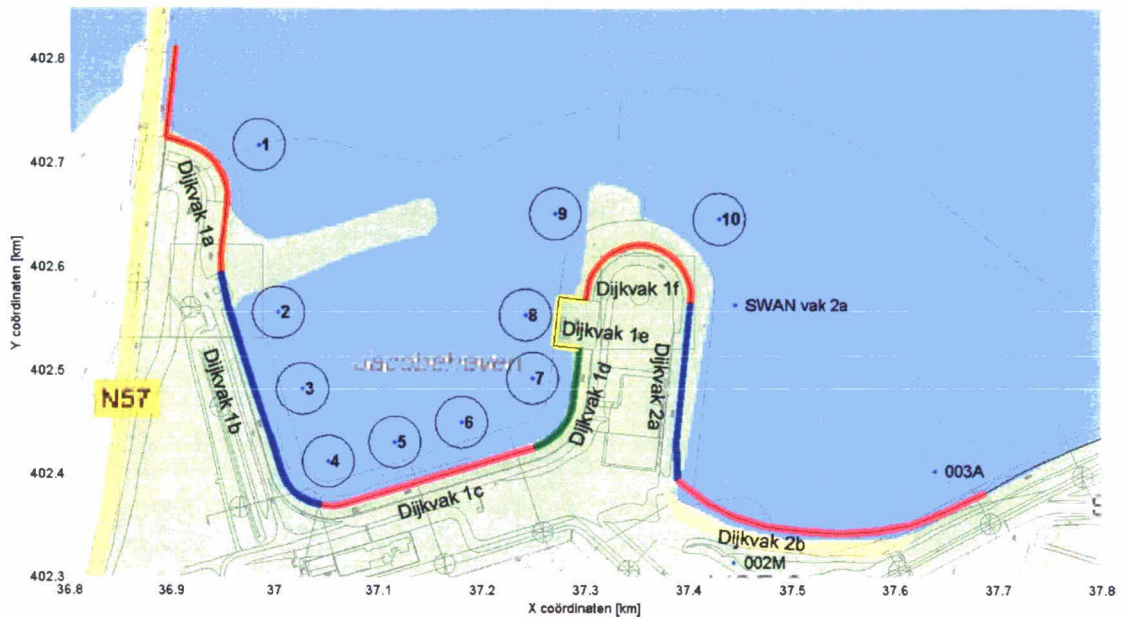 402.8
402.7
402.6
402.5
402.4
402.3
Y coördinaten [km]
36.8
36.9
37
37.1
37.2
37.3
37.4
37.5
37.6
37.7
37.8
X coördinaten [km]
N57
1
2
3
4
5
6
7
8
9
10
Dijkvak 1a
Dijkvak 1b
Dijkvak 1c
Dijkvak 1d
Dijkvak 1e
Dijkvak 1f
Dijkvak 2a
Dijkvak 2b
SWAN vak 2a
003A
002M